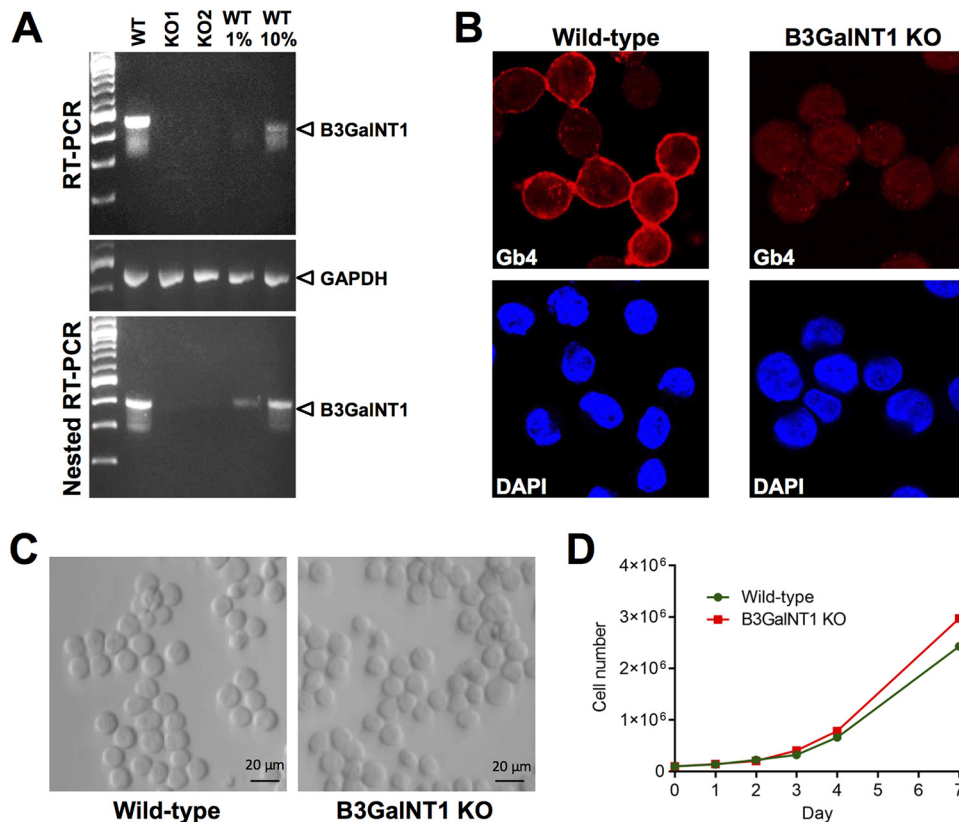 A
WT
KO1
KO2
WT 1%
WT 10%
RT-PCR
B3GalNT1
GAPDH
Nested RT-PCR
B3GalNT1
B
Wild-type
B3GalNT1 KO
Gb4
Gb4
DAPI
DAPI
C
20 µm
20 µm
Wild-type
B3GalNT1 KO
D
4×10⁶
3×10⁶
2×10⁶
1×10⁶
0
Cell number
Wild-type
B3GalNT1 KO
0 1 2 3 4 5 6 7
Day